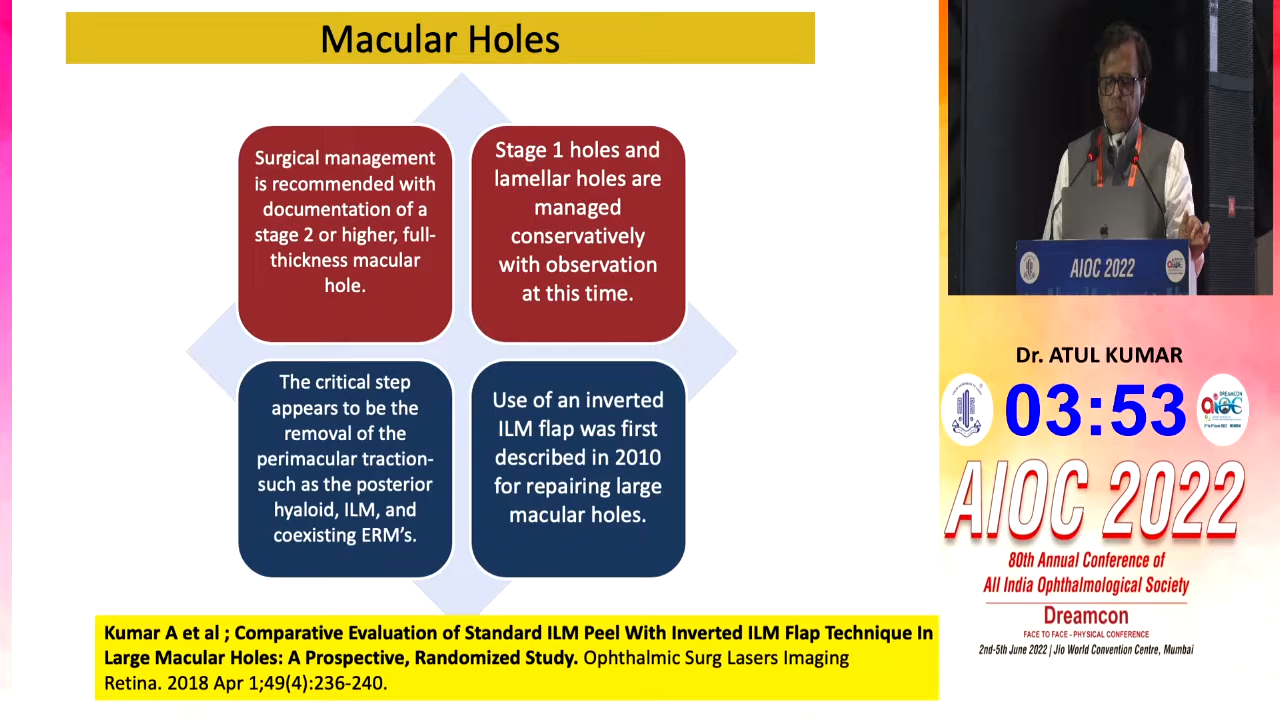 Macular Holes
Surgical management
is recommended with
documentation of a
stage 2 or higher, full-
thickness macular
hole.
Stage 1 holes and
lamellar holes are
managed
conservatively
with observation
at this time.
The critical step
appears to be the
removal of the
perimacular traction-
such as the posterior
hyaloid, ILM, and
coexisting ERM's.
Use of an inverted
ILM flap was first
described in 2010
for repairing large
macular holes.
Kumar A et al ; Comparative Evaluation of Standard ILM Peel With Inverted ILM Flap Technique In
Large Macular Holes: A Prospective, Randomized Study. Ophthalmic Surg Lasers Imaging
Retina. 2018 Apr 1;49(4):236-240.
AIOC 2022
Dr. ATUL KUMAR
03:53
DREAMCON
aioc
AIOC 2022
80th Annual Conference of
All India Ophthalmological Society
Dreamcon
FACE TO FACE - PHYSICAL CONFERENCE
2nd-5th June 2022 | Jio World Convention Centre, Mumbai